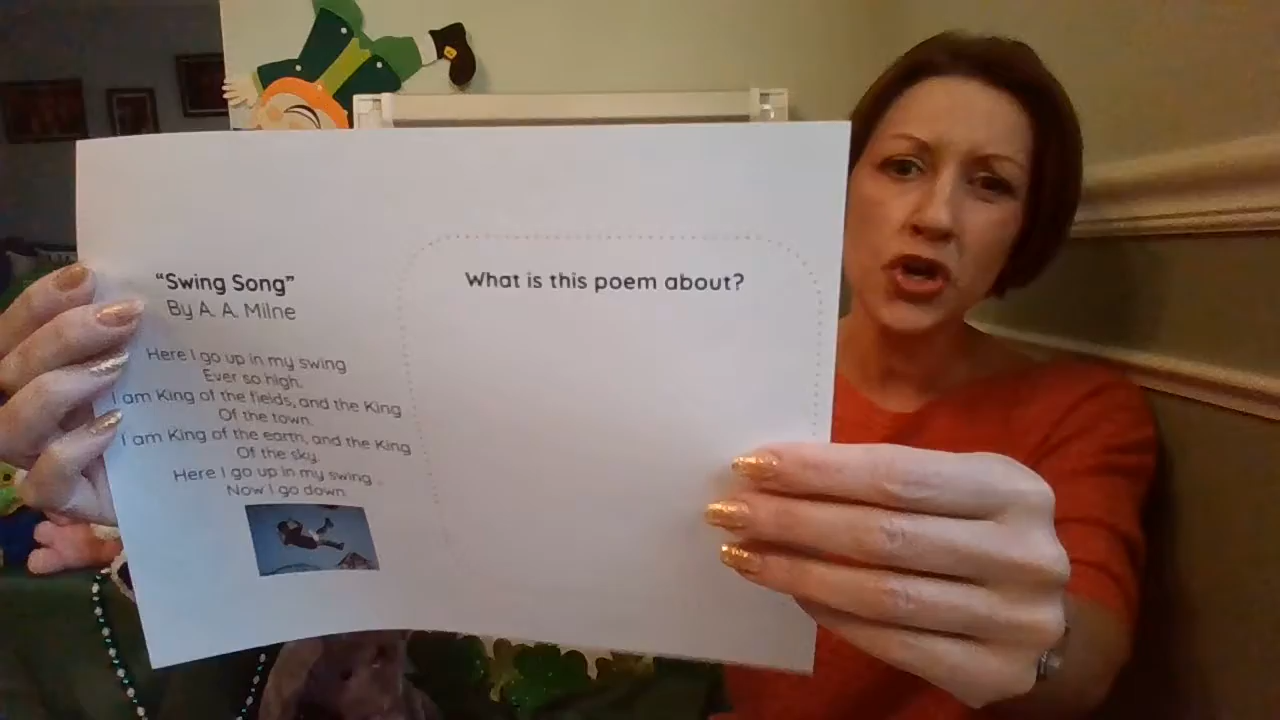 “Swing Song”
By A. A. Milne
Here I go up in my swing
Ever so high.
I am King of the fields, and the King
Of the town.
I am King of the earth, and the King
Of the sky.
Here I go up in my swing.
Now I go down.
What is this poem about?